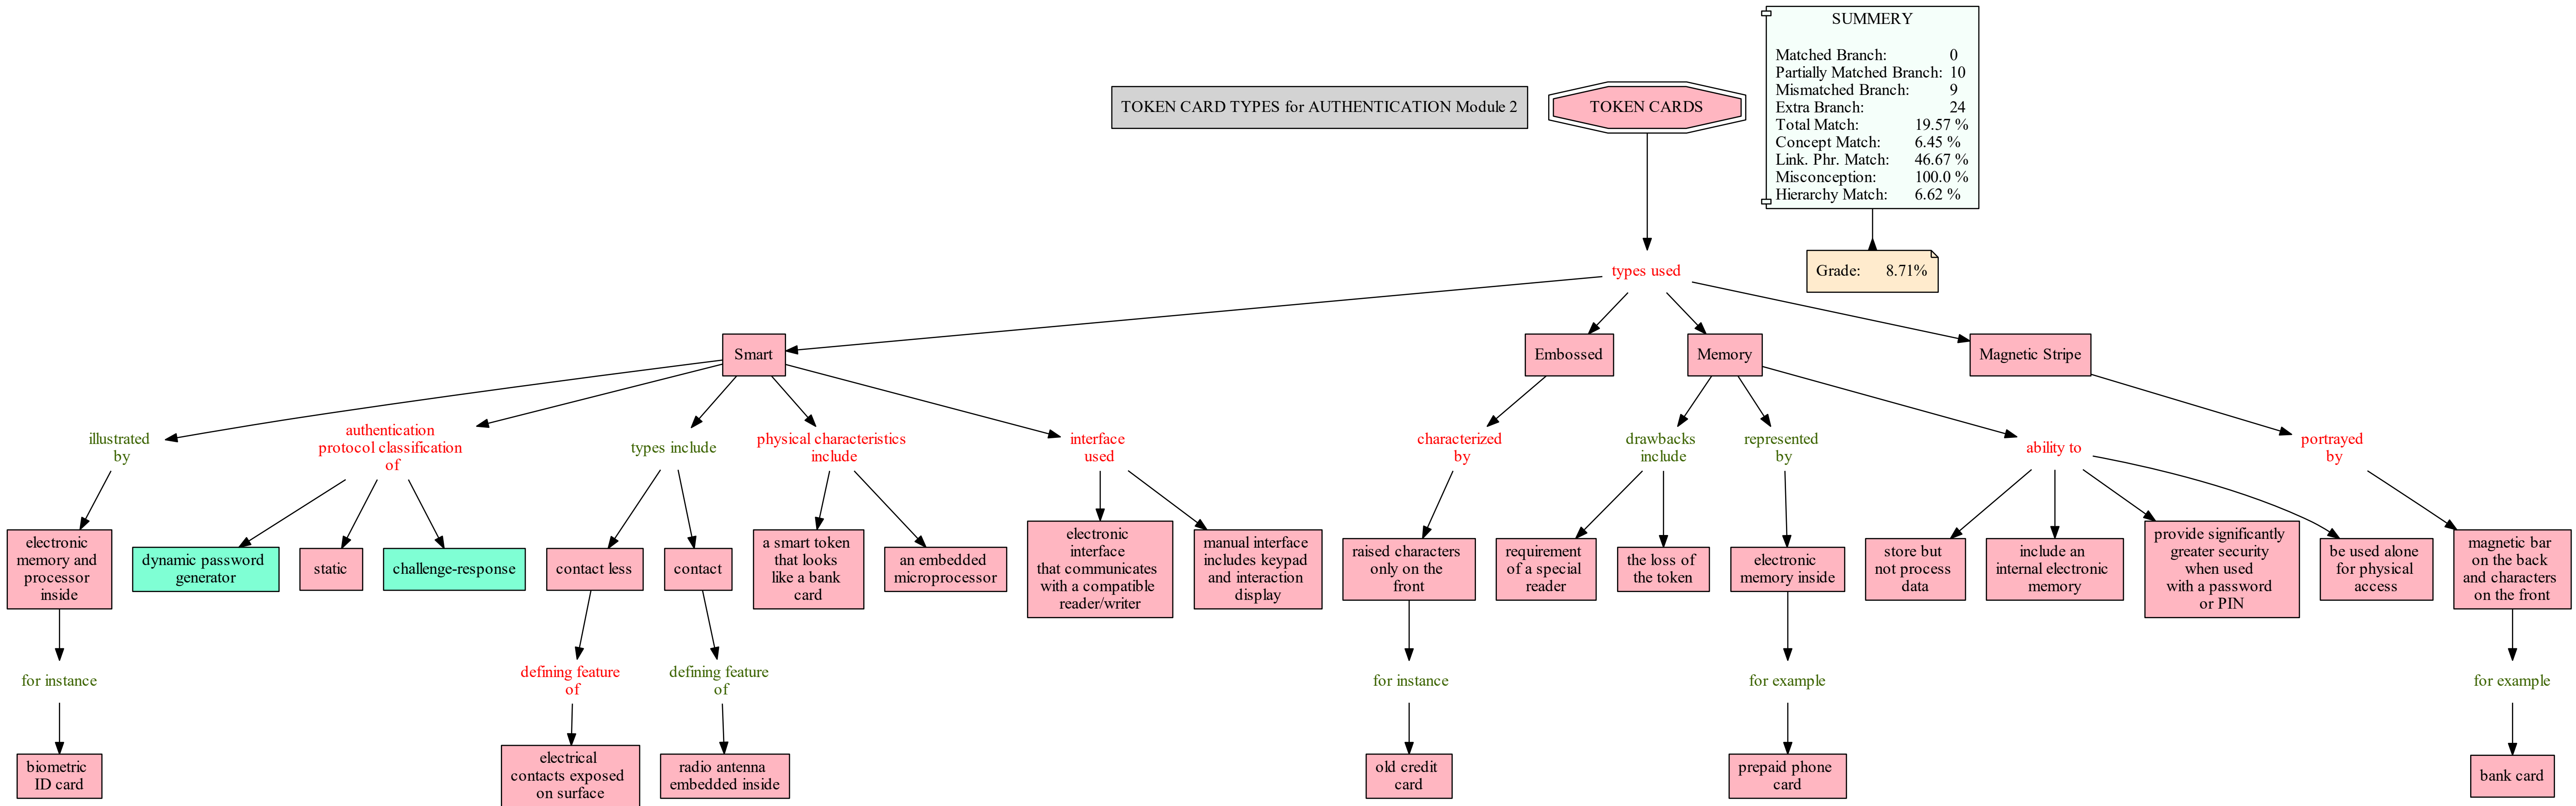 SUMMERY
Matched Branch: 0
Partially Matched Branch: 10
Mismatched Branch: 9
Extra Branch: 24
Total Match: 19.57 %
Concept Match: 6.45 %
Link. Phr. Match: 46.67 %
Misconception: 100.0 %
Hierarchy Match: 6.62 %
TOKEN CARD TYPES for AUTHENTICATION Module 2
TOKEN CARDS
types used
Grade: 8.71%
Smart
Embossed
Memory
Magnetic Stripe
illustrated
by
authentication
protocol classification
of
types include
physical characteristics
include
interface
used
characterized
by
drawbacks
include
represented
by
ability to
portrayed
by
electronic
memory and
processor
inside
dynamic password
generator
static
challenge-response
contact less
contact
a smart token
that looks
like a bank
card
an embedded
microprocessor
electronic
interface
that communicates
with a compatible
reader/writer
manual interface
includes keypad
and interaction
display
raised characters
only on the
front
requirement
of a special
reader
the loss of
the token
electronic
memory inside
store but
not process
data
include an
internal electronic
memory
provide significantly
greater security
when used
with a password
or PIN
be used alone
for physical
access
magnetic bar
on the back
and characters
on the front
for instance
defining feature
of
defining feature
of
for instance
for example
for example
biometric
ID card
electrical
contacts exposed
on surface
radio antenna
embedded inside
old credit
card
prepaid phone
card
bank card